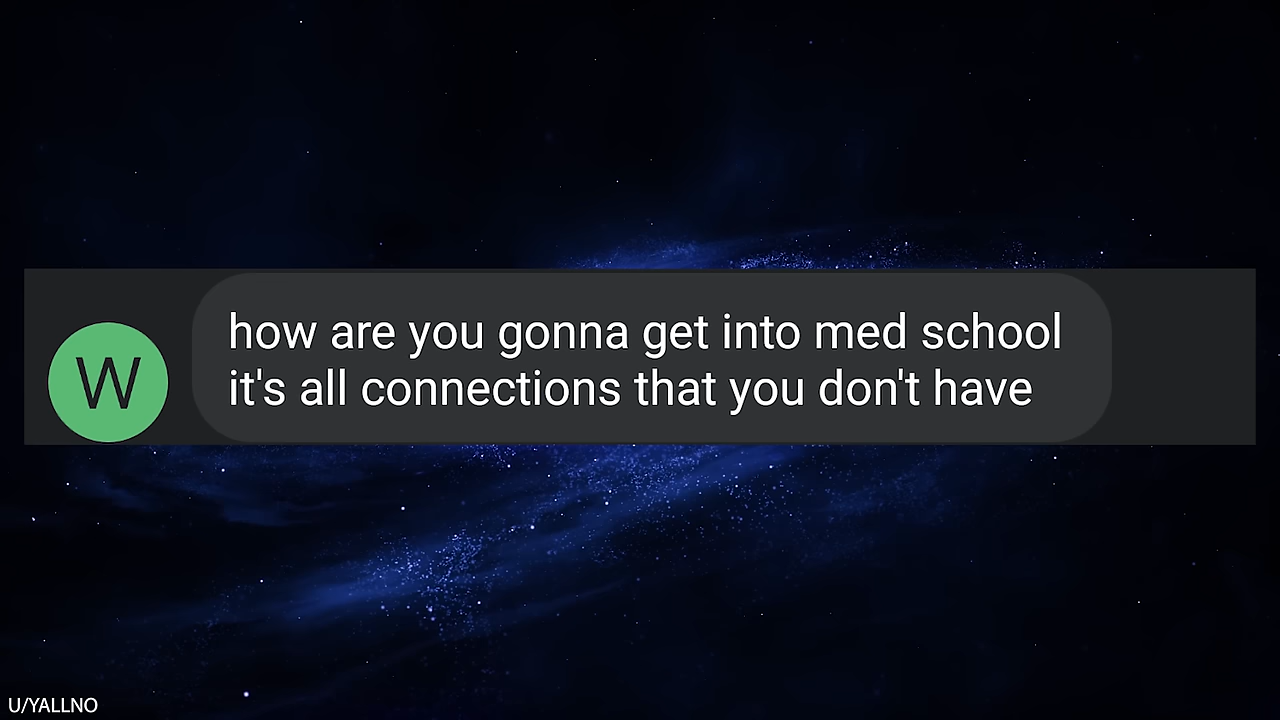 W
how are you gonna get into med school
it's all connections that you don't have
U/YALLNO